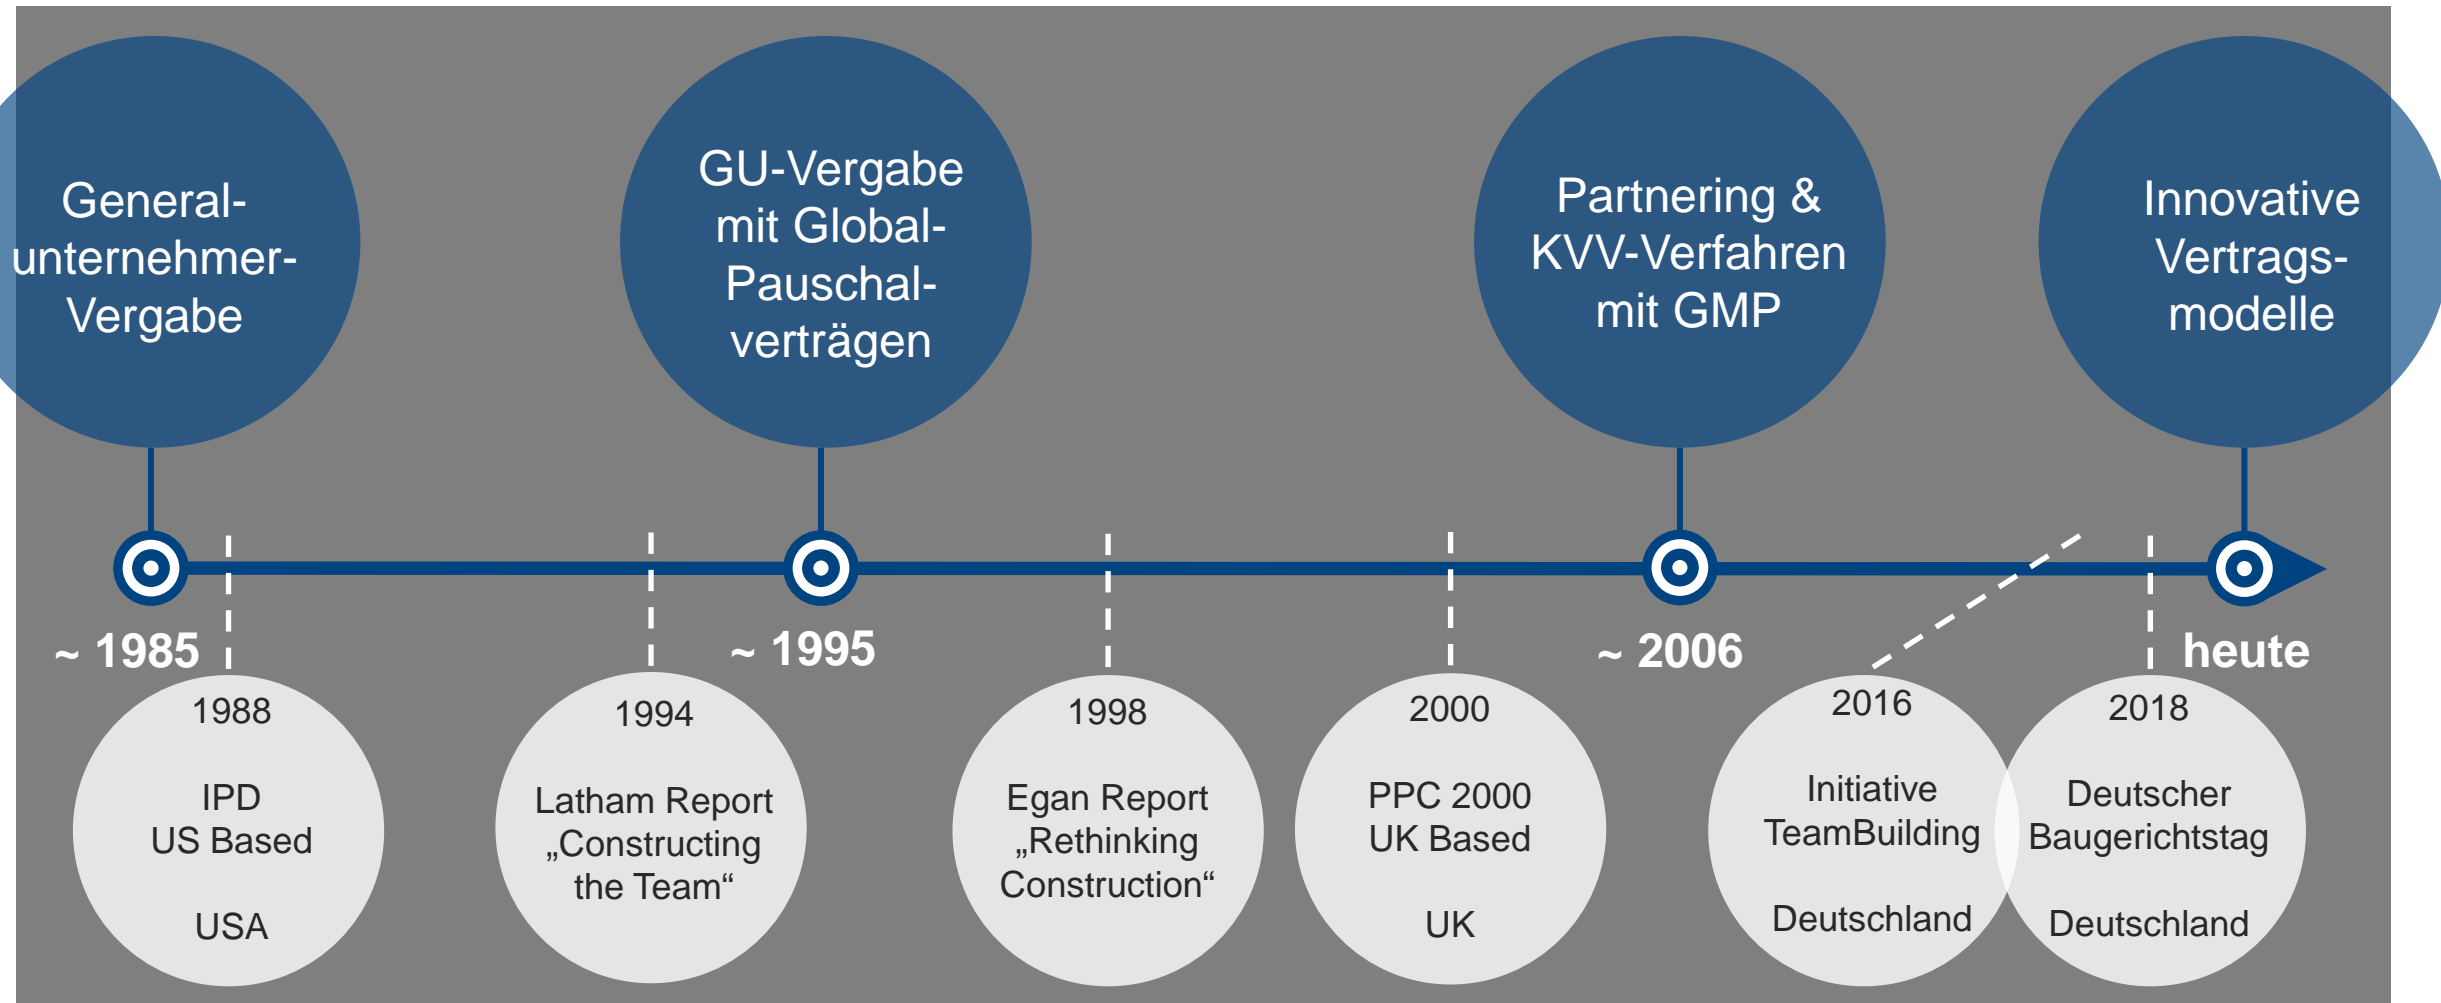 General-
unternehmer-
Vergabe
GU-Vergabe
mit Global-
Pauschal-
verträgen
Partnering &
KVV-Verfahren
mit GMP
Innovative
Vertrags-
modelle
~ 1985
~ 1995
~ 2006
heute
1988
IPD
US Based
USA
1994
Latham Report
„Constructing
the Team“
1998
Egan Report
„Rethinking
Construction“
2000
PPC 2000
UK Based
UK
2016
Initiative
TeamBuilding
Deutschland
2018
Deutscher
Baugerichtstag
Deutschland